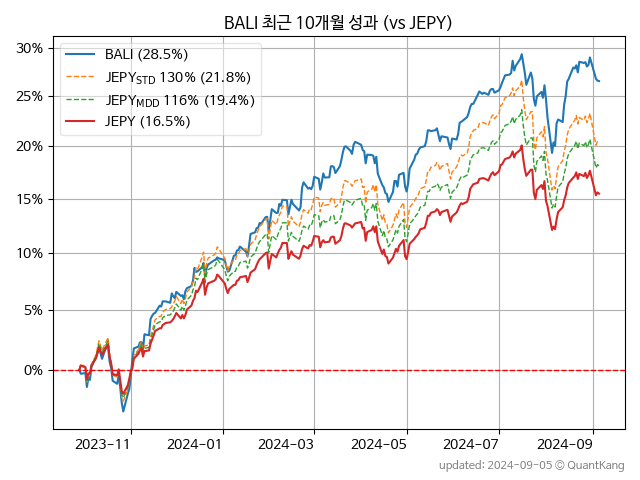 BALI 최근 10개월 성과 (vs JEPY)
BALI (28.5%)
JEPY_STD 130% (21.8%)
JEPY_MDD 116% (19.4%)
JEPY (16.5%)
30%
25%
20%
15%
10%
5%
0%
2023-11 2024-01 2024-03 2024-05 2024-07 2024-09
updated: 2024-09-05 © QuantKang